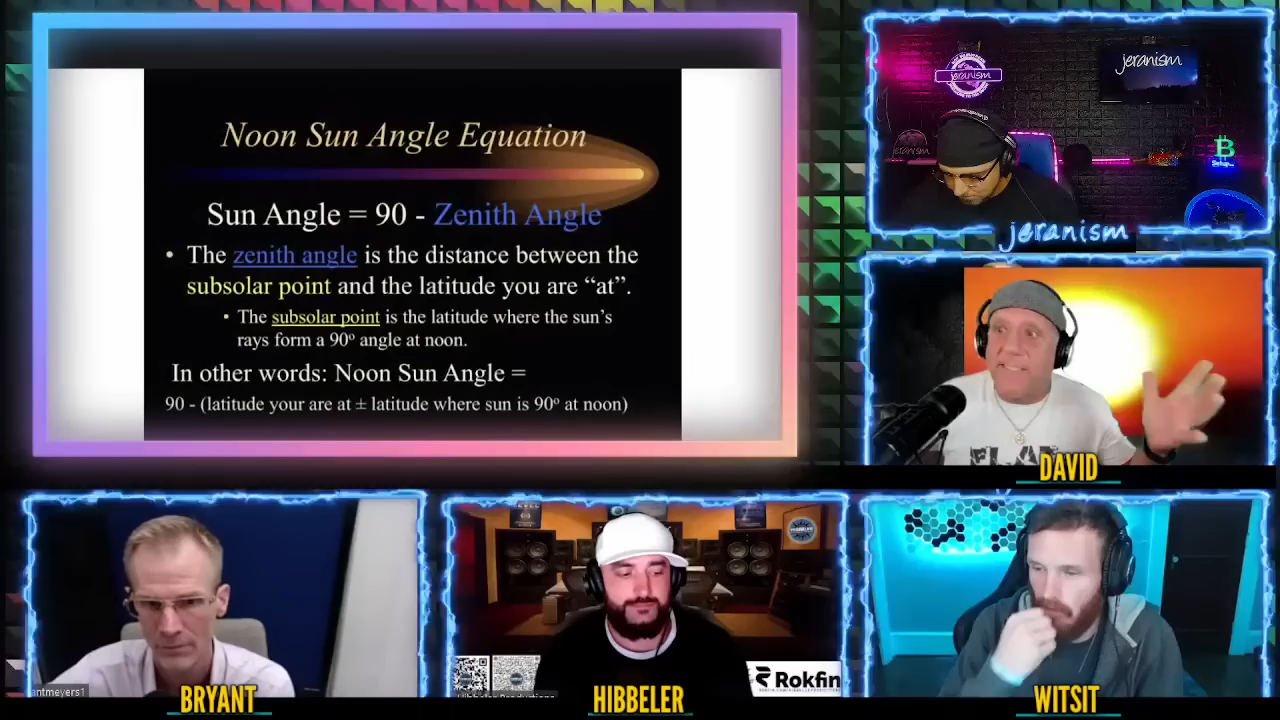 Noon Sun Angle Equation
Sun Angle = 90 - Zenith Angle
• The zenith angle is the distance between the
subsolar point and the latitude you are “at”.
• The subsolar point is the latitude where the sun’s
rays form a 90º angle at noon.
In other words: Noon Sun Angle =
90 - (latitude your are at ± latitude where sun is 90º at noon)
jeranism
jeranism
jeranism
B
jeranism
FLAT
DAVID
antmeyers1
BRYANT
Rokfin
HIBBELER
WITSIT